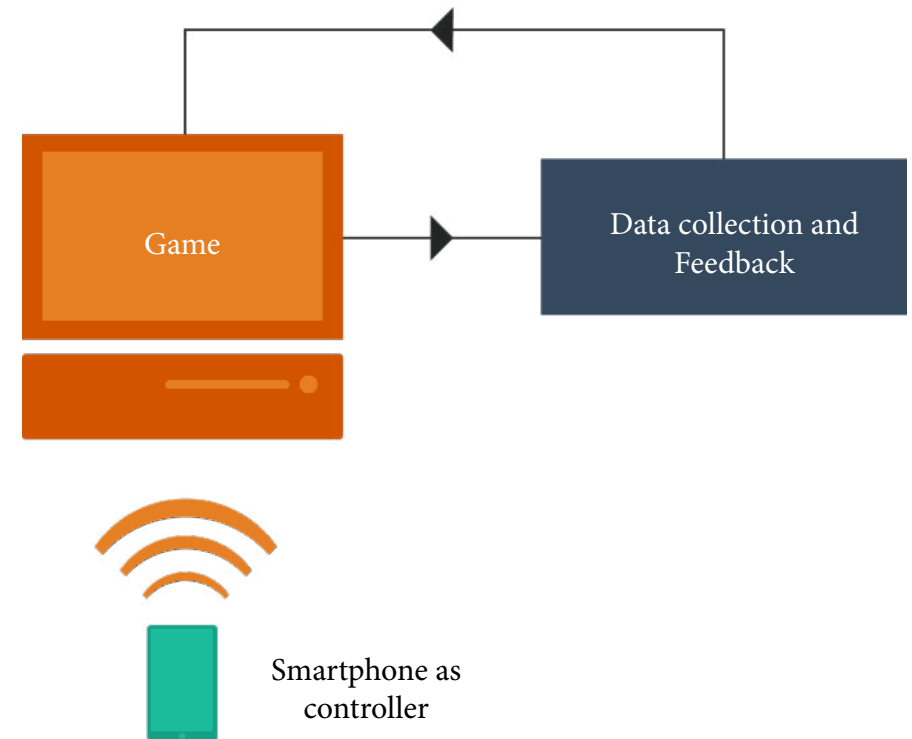 Game
Data collection and
Feedback
Smartphone as
controller